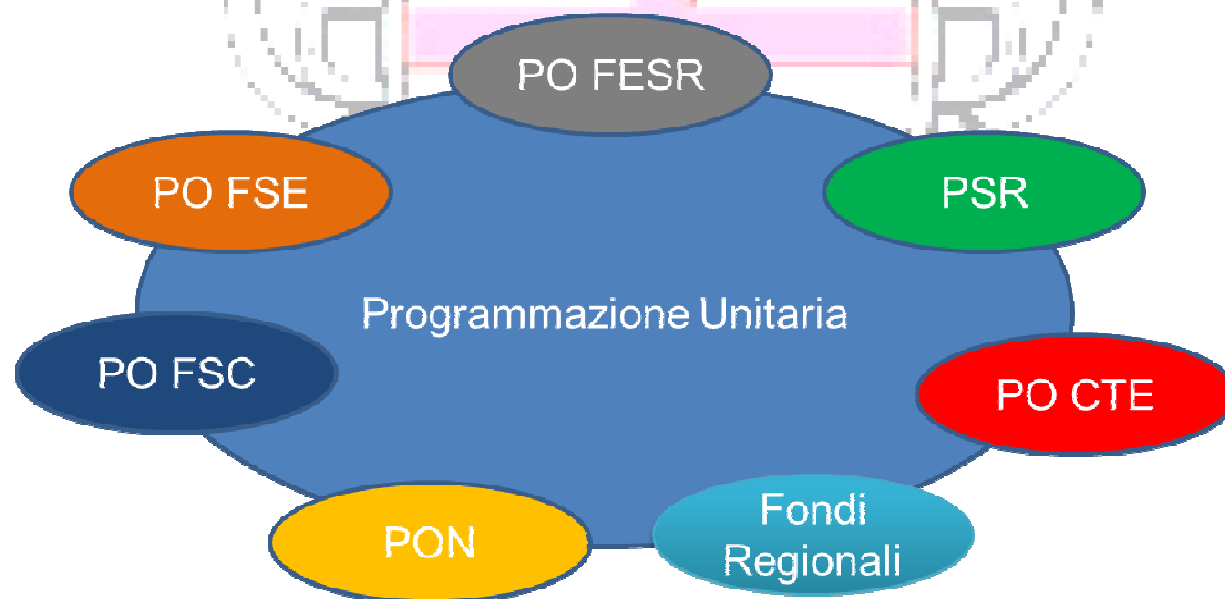 PO FESR
PO FSE
PSR
Programmazione Unitaria
PO FSC
PO CTE
Fondi
Regionali
PON